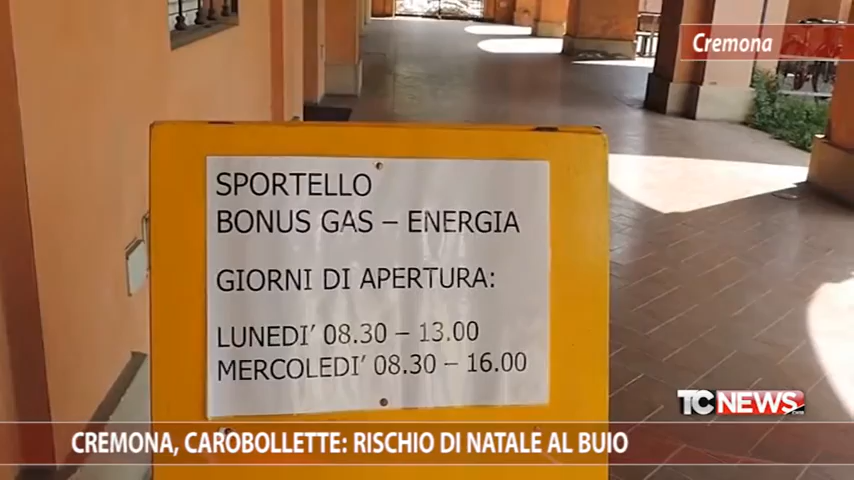 Cremona
SPORTELLO
BONUS GAS – ENERGIA
GIORNI DI APERTURA:
LUNEDI' 08.30 – 13.00
MERCOLEDI' 08.30 – 16.00
TCNEWS
CREMONA, CAROBOLLETTE: RISCHIO DI NATALE AL BUIO